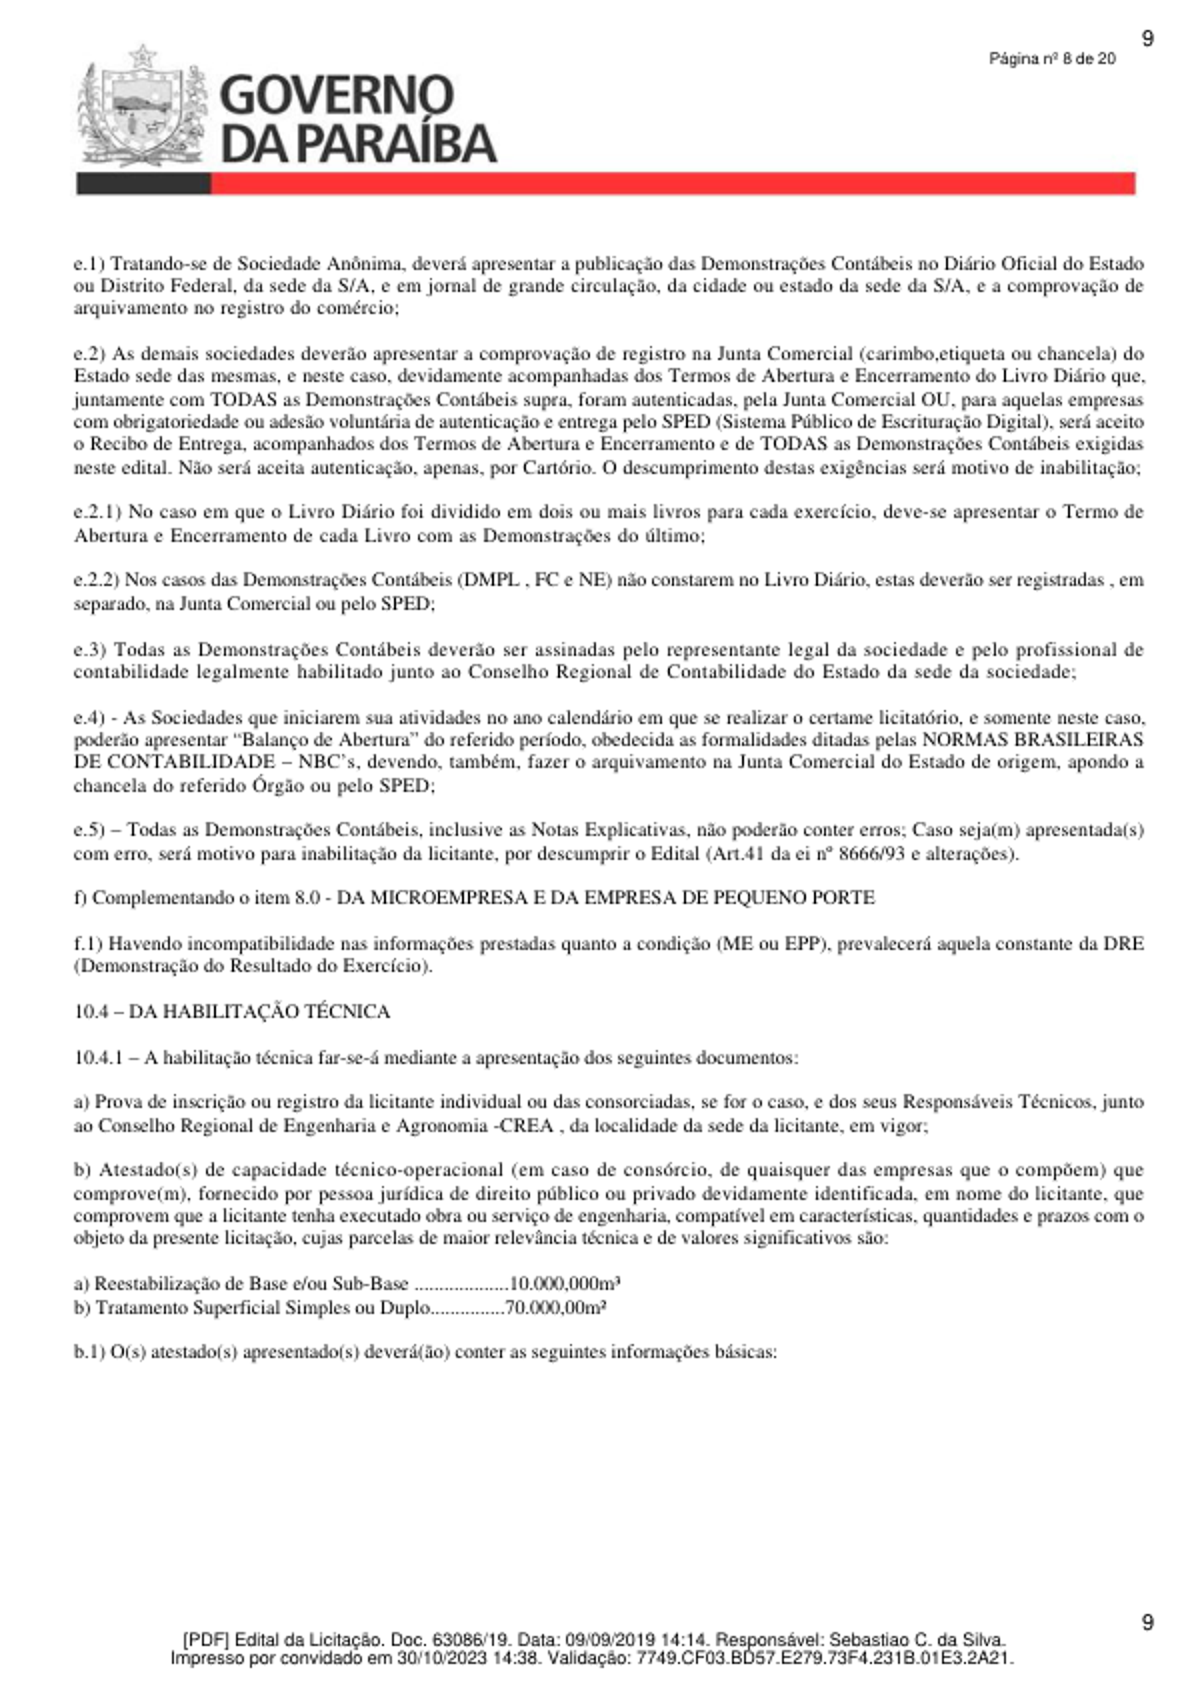 9
Página nº 8 de 20
GOVERNO
DA PARAÍBA
e.1) Tratando-se de Sociedade Anônima, deverá apresentar a publicação das Demonstrações Contábeis no Diário Oficial do Estado
ou Distrito Federal, da sede da S/A, e em jornal de grande circulação, da cidade ou estado da sede da S/A, e a comprovação de
arquivamento no registro do comércio;
e.2) As demais sociedades deverão apresentar a comprovação de registro na Junta Comercial (carimbo,etiqueta ou chancela) do
Estado sede das mesmas, e neste caso, devidamente acompanhadas dos Termos de Abertura e Encerramento do Livro Diário que,
juntamente com TODAS as Demonstrações Contábeis supra, foram autenticadas, pela Junta Comercial OU, para aquelas empresas
com obrigatoriedade ou adesão voluntária de autenticação e entrega pelo SPED (Sistema Público de Escrituração Digital), será aceito
o Recibo de Entrega, acompanhados dos Termos de Abertura e Encerramento e de TODAS as Demonstrações Contábeis exigidas
neste edital. Não será aceita autenticação, apenas, por Cartório. O descumprimento destas exigências será motivo de inabilitação;
e.2.1) No caso em que o Livro Diário foi dividido em dois ou mais livros para cada exercício, deve-se apresentar o Termo de
Abertura e Encerramento de cada Livro com as Demonstrações do último;
e.2.2) Nos casos das Demonstrações Contábeis (DMPL , FC e NE) não constarem no Livro Diário, estas deverão ser registradas , em
separado, na Junta Comercial ou pelo SPED;
e.3) Todas as Demonstrações Contábeis deverão ser assinadas pelo representante legal da sociedade e pelo profissional de
contabilidade legalmente habilitado junto ao Conselho Regional de Contabilidade do Estado da sede da sociedade;
e.4) - As Sociedades que iniciarem sua atividades no ano calendário em que se realizar o certame licitatório, e somente neste caso,
poderão apresentar “Balanço de Abertura” do referido período, obedecida as formalidades ditadas pelas NORMAS BRASILEIRAS
DE CONTABILIDADE – NBC’s, devendo, também, fazer o arquivamento na Junta Comercial do Estado de origem, apondo a
chancela do referido Órgão ou pelo SPED;
e.5) – Todas as Demonstrações Contábeis, inclusive as Notas Explicativas, não poderão conter erros; Caso seja(m) apresentada(s)
com erro, será motivo para inabilitação da licitante, por descumprir o Edital (Art.41 da ei nº 8666/93 e alterações).
f) Complementando o item 8.0 - DA MICROEMPRESA E DA EMPRESA DE PEQUENO PORTE
f.1) Havendo incompatibilidade nas informações prestadas quanto a condição (ME ou EPP), prevalecerá aquela constante da DRE
(Demonstração do Resultado do Exercício).
10.4 – DA HABILITAÇÃO TÉCNICA
10.4.1 – A habilitação técnica far-se-á mediante a apresentação dos seguintes documentos:
a) Prova de inscrição ou registro da licitante individual ou das consorciadas, se for o caso, e dos seus Responsáveis Técnicos, junto
ao Conselho Regional de Engenharia e Agronomia -CREA , da localidade da sede da licitante, em vigor;
b) Atestado(s) de capacidade técnico-operacional (em caso de consórcio, de quaisquer das empresas que o compõem) que
comprove(m), fornecido por pessoa jurídica de direito público ou privado devidamente identificada, em nome do licitante, que
comprovem que a licitante tenha executado obra ou serviço de engenharia, compatível em características, quantidades e prazos com o
objeto da presente licitação, cujas parcelas de maior relevância técnica e de valores significativos são:
a) Reestabilização de Base e/ou Sub-Base ...................10.000,000m³
b) Tratamento Superficial Simples ou Duplo...............70.000,00m²
b.1) O(s) atestado(s) apresentado(s) deverá(ão) conter as seguintes informações básicas:
9
[PDF] Edital da Licitação. Doc. 63086/19. Data: 09/09/2019 14:14. Responsável: Sebastiao C. da Silva.
Impresso por convidado em 30/10/2023 14:38. Validação: 7749.CF03.BD57.E279.73F4.231B.01E3.2A21.